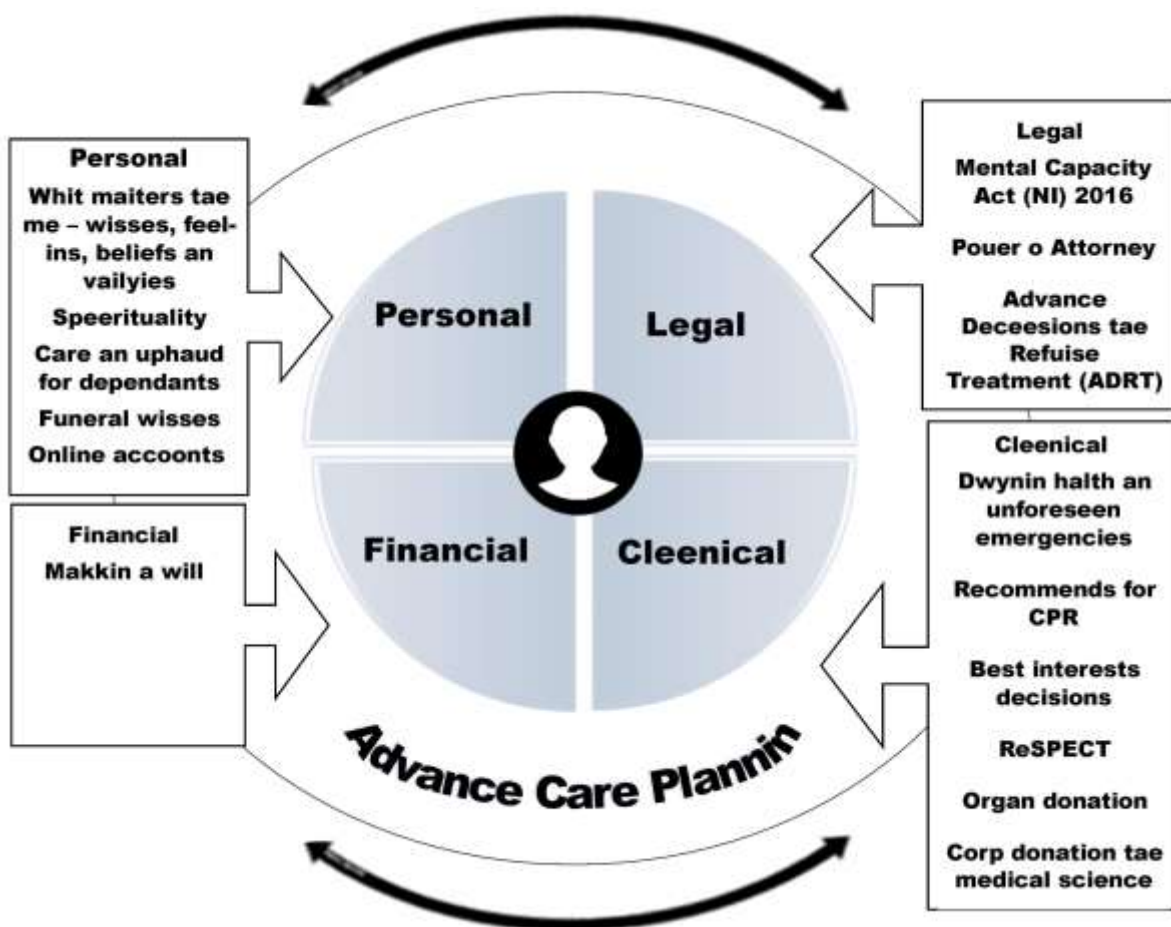 Personal
Whit maiters tae
me – wisses, feel-
ins, beliefs an
vailyies
Speerituality
Care an uphaud
for dependants
Funeral wisses
Online accoonts
Financial
Makkin a will
Personal
Legal
Financial
Cleenical
Advance Care Plannin
Legal
Mental Capacity
Act (NI) 2016
Pouer o Attorney
Advance
Deceesions tae
Refuise
Treatment (ADRT)
Cleenical
Dwynin halth an
unforeseen
emergencies
Recommends for
CPR
Best interests
decisions
ReSPECT
Organ donation
Corp donation tae
medical science